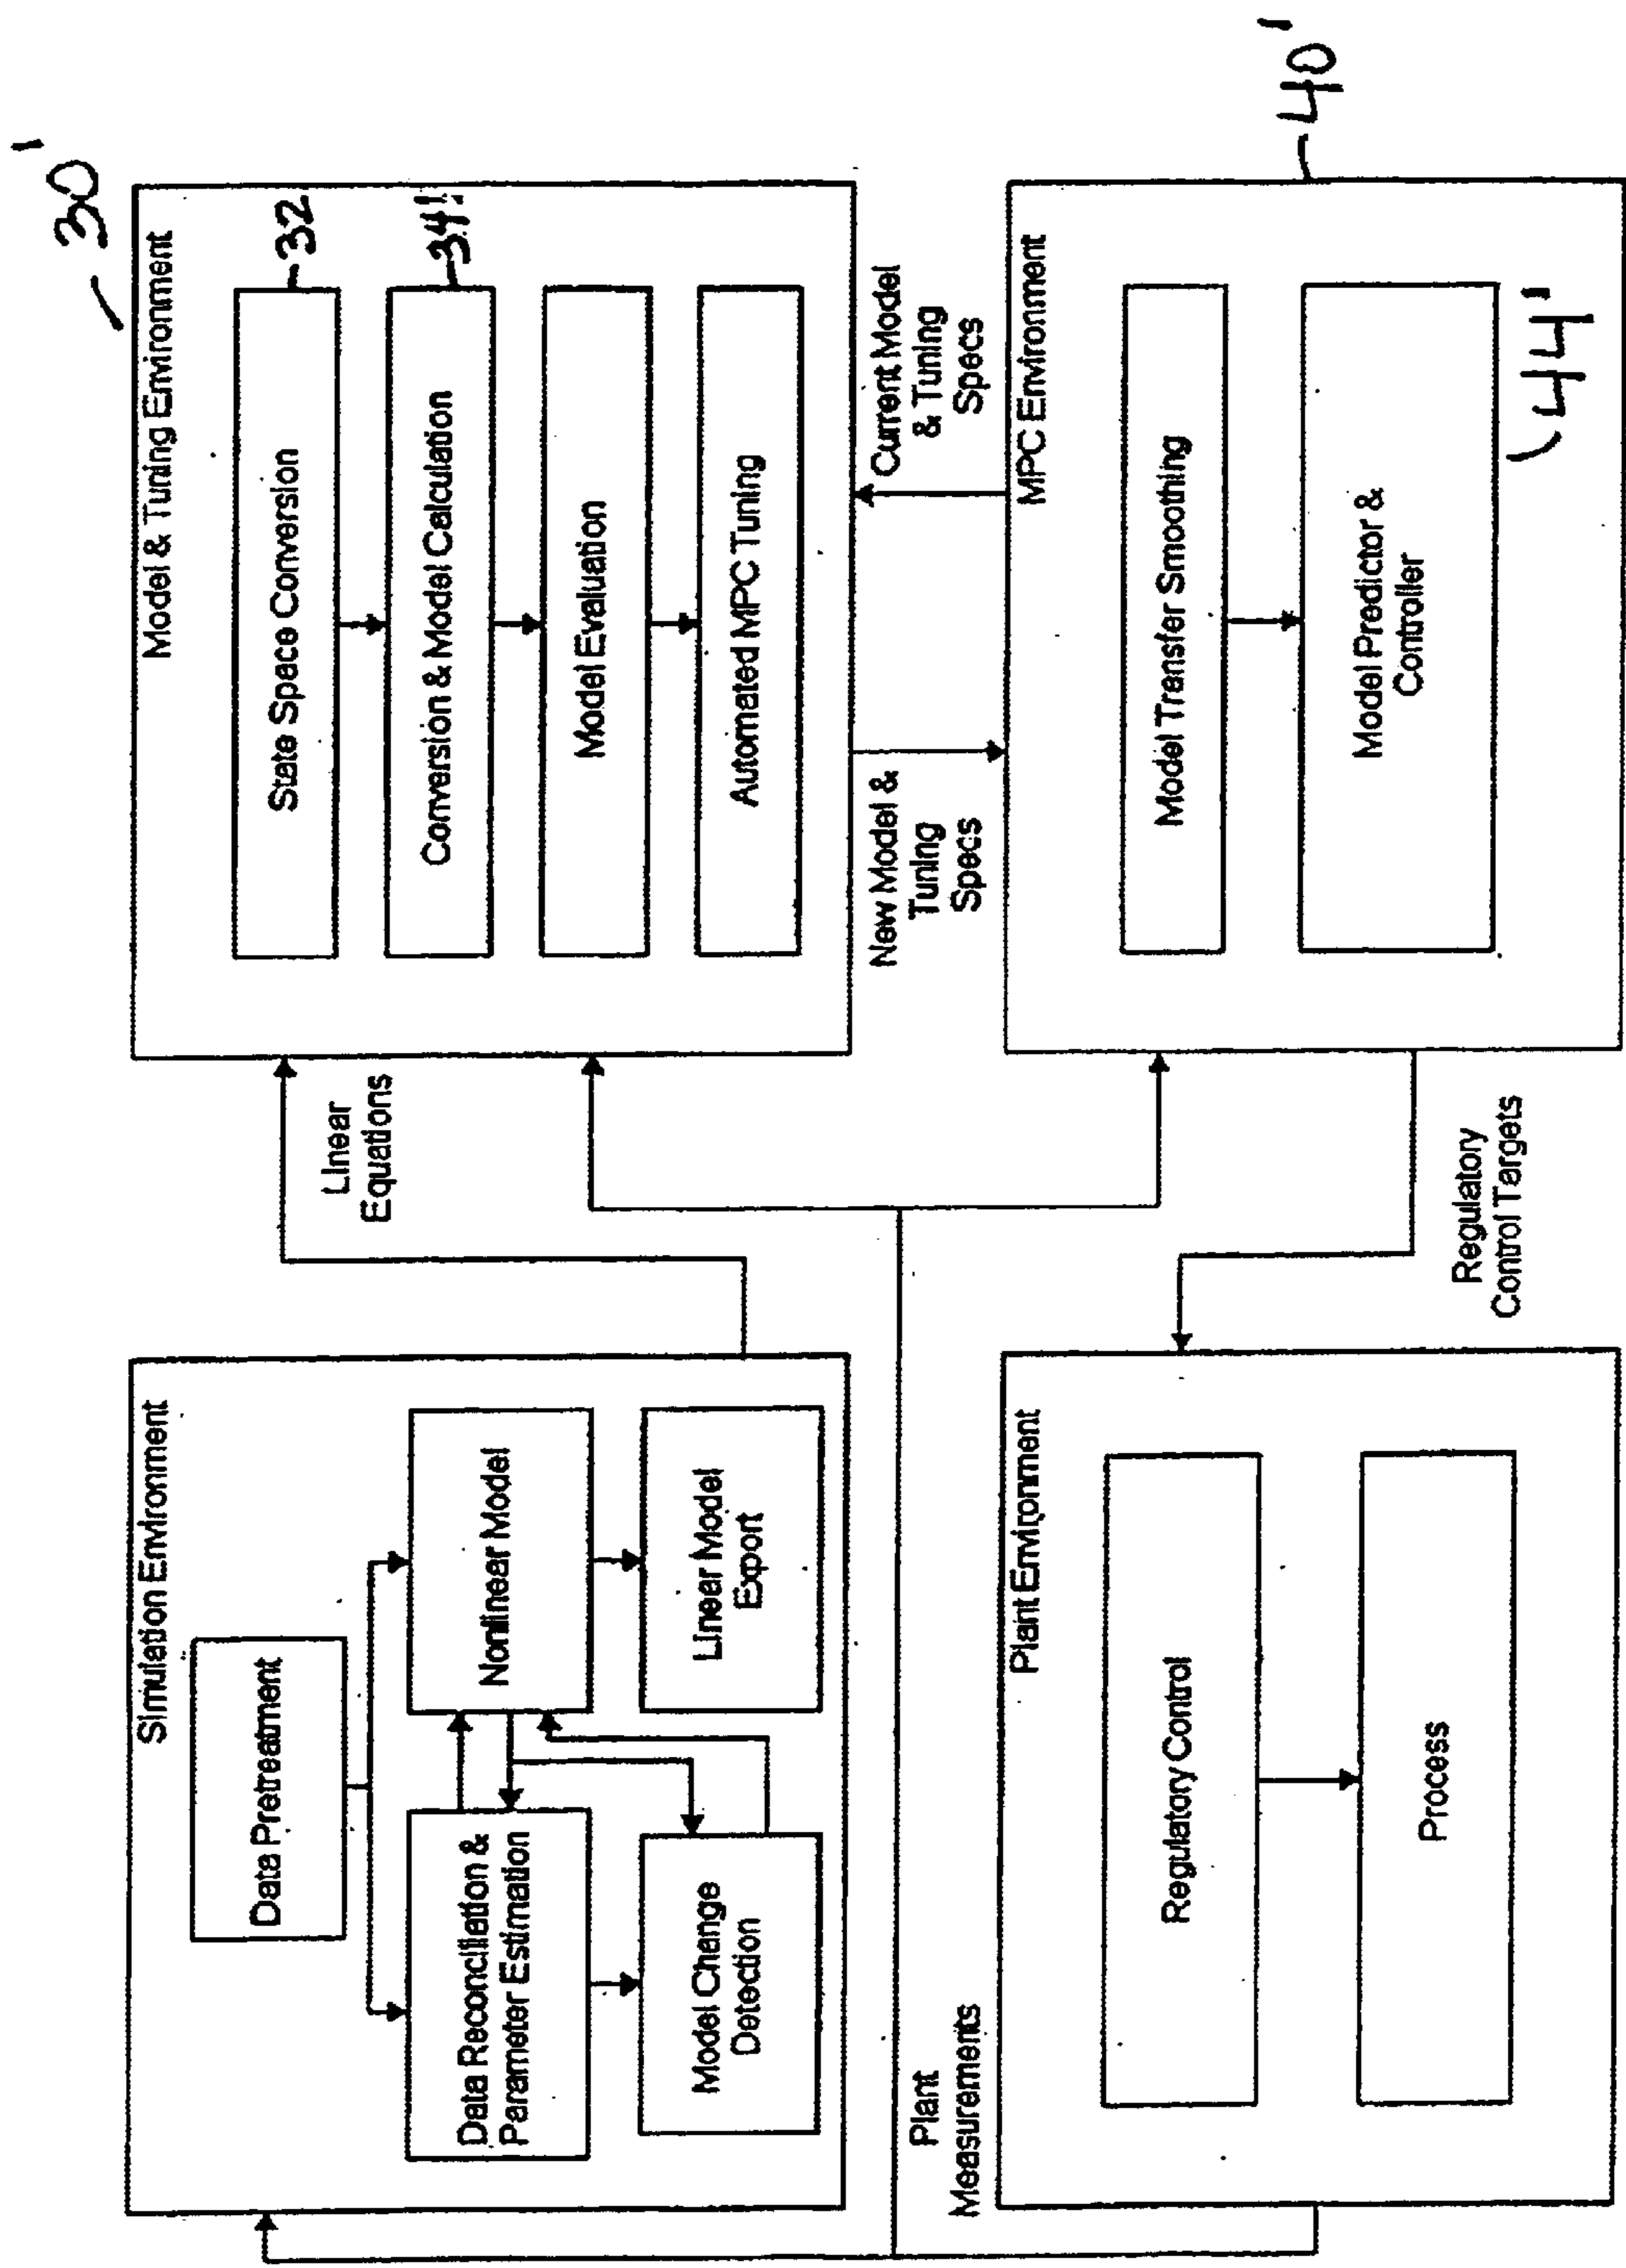 Simulation Environment
Data Pretreatment
Data Reconciliation &
Parameter Estimation
Nonlinear Model
Model Change
Detection
Linear Model
Export
Linear
Equations
Model & Tuning Environment
30'
State Space Conversion
32
Conversion & Model Calculation
34'
Model Evaluation
Automated MPC Tuning
New Model &
Tuning
Specs
Current Model
& Tuning
Specs
Plant
Measurements
Plant Environment
Regulatory Control
Process
Regulatory
Control Targets
MPC Environment
40'
Model Transfer Smoothing
Model Predictor &
Controller
44'